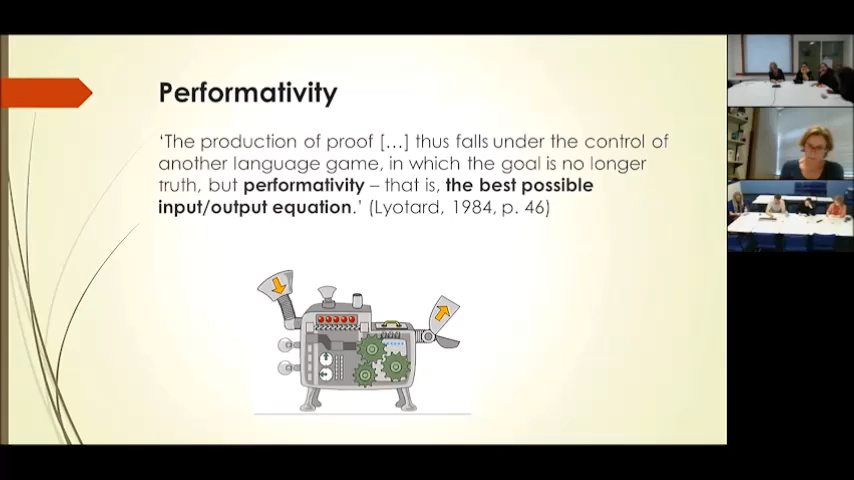 Performativity
‘The production of proof […] thus falls under the control of
another language game, in which the goal is no longer
truth, but performativity – that is, the best possible
input/output equation.’ (Lyotard, 1984, p. 46)